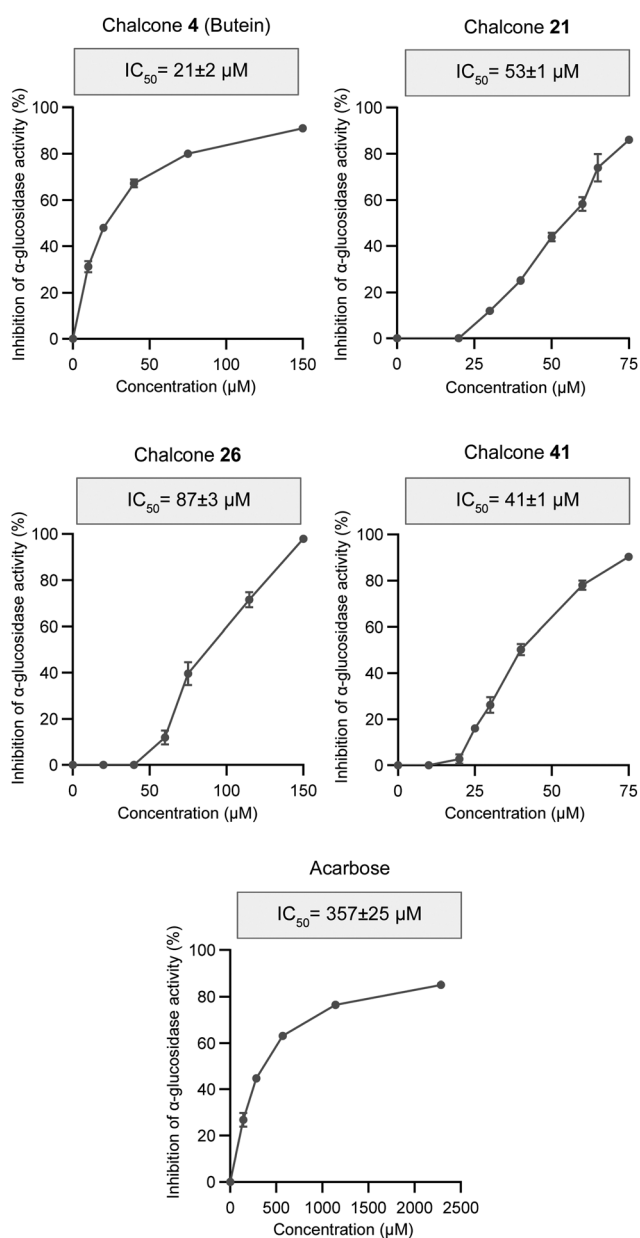 Chalcone 4 (Butein)
IC50= 21±2 μM
Inhibition of α-glucosidase activity (%)
100
80
60
40
20
0
0 50 100 150
Concentration (μM)
Chalcone 21
IC50= 53±1 μM
Inhibition of α-glucosidase activity (%)
100
80
60
40
20
0
0 25 50 75
Concentration (μM)
Chalcone 26
IC50= 87±3 μM
Inhibition of α-glucosidase activity (%)
100
80
60
40
20
0
0 50 100 150
Concentration (μM)
Chalcone 41
IC50= 41±1 μM
Inhibition of α-glucosidase activity (%)
100
80
60
40
20
0
0 25 50 75
Concentration (μM)
Acarbose
IC50= 357±25 μM
Inhibition of α-glucosidase activity (%)
100
80
60
40
20
0
0 500 1000 1500 2000 2500
Concentration (μM)